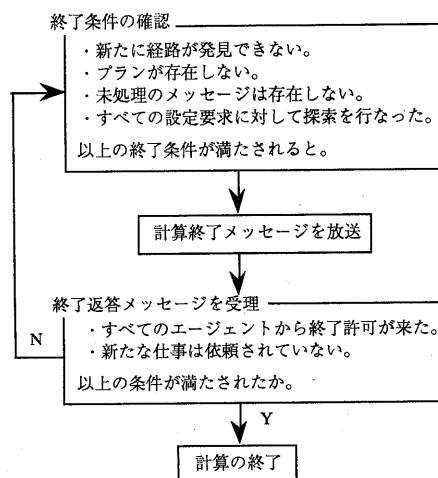 終了条件の確認
・新たに経路が発見できない。
・プランが存在しない。
・未処理のメッセージは存在しない。
・すべての設定要求に対して探索を行なった。
以上の終了条件が満たされると。
計算終了メッセージを放送
終了返答メッセージを受理
・すべてのエージェントから終了許可が来た。
・新たな仕事は依頼されていない。
以上の条件が満たされたか。
N
Y
計算の終了